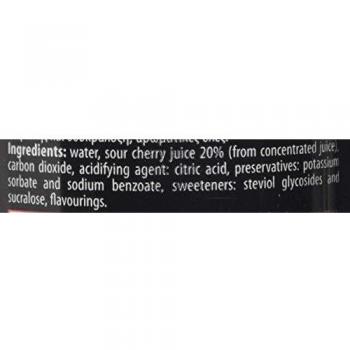 Ingredients: water, sour cherry juice 20% (from concentrated juice),
carbon dioxide, acidifying agent: citric acid, preservatives: potassium
sorbate and sodium benzoate, sweeteners: steviol glycosides and
sucralose, flavourings.